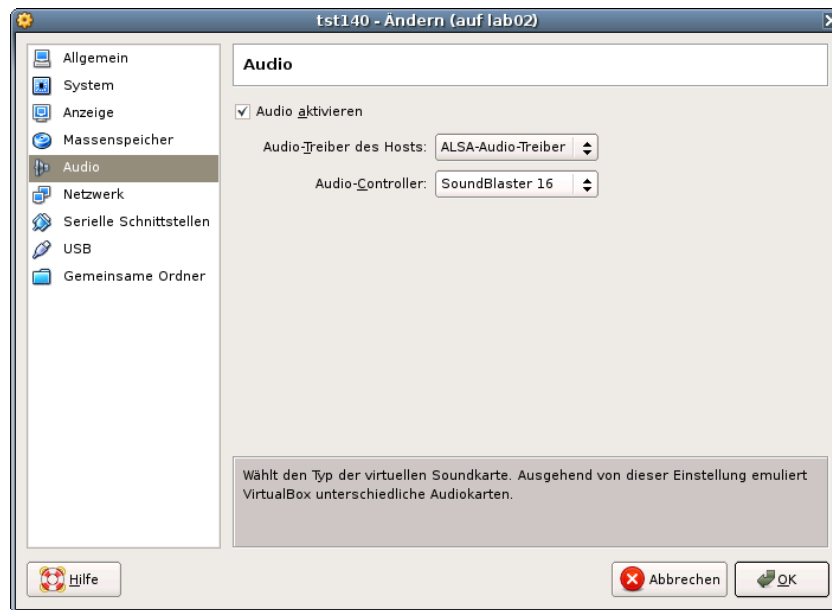 tst140 - Ändern (auf lab02)
Allgemein
System
Anzeige
Massenspeicher
Audio
Netzwerk
Serielle Schnittstellen
USB
Gemeinsame Ordner
Audio
Audio aktivieren
Audio-Treiber des Hosts: ALSA-Audio-Treiber
Audio-Controller: SoundBlaster 16
Wählt den Typ der virtuellen Soundkarte. Ausgehend von dieser Einstellung emuliert
VirtualBox unterschiedliche Audiokarten.
Hilfe
Abbrechen
OK